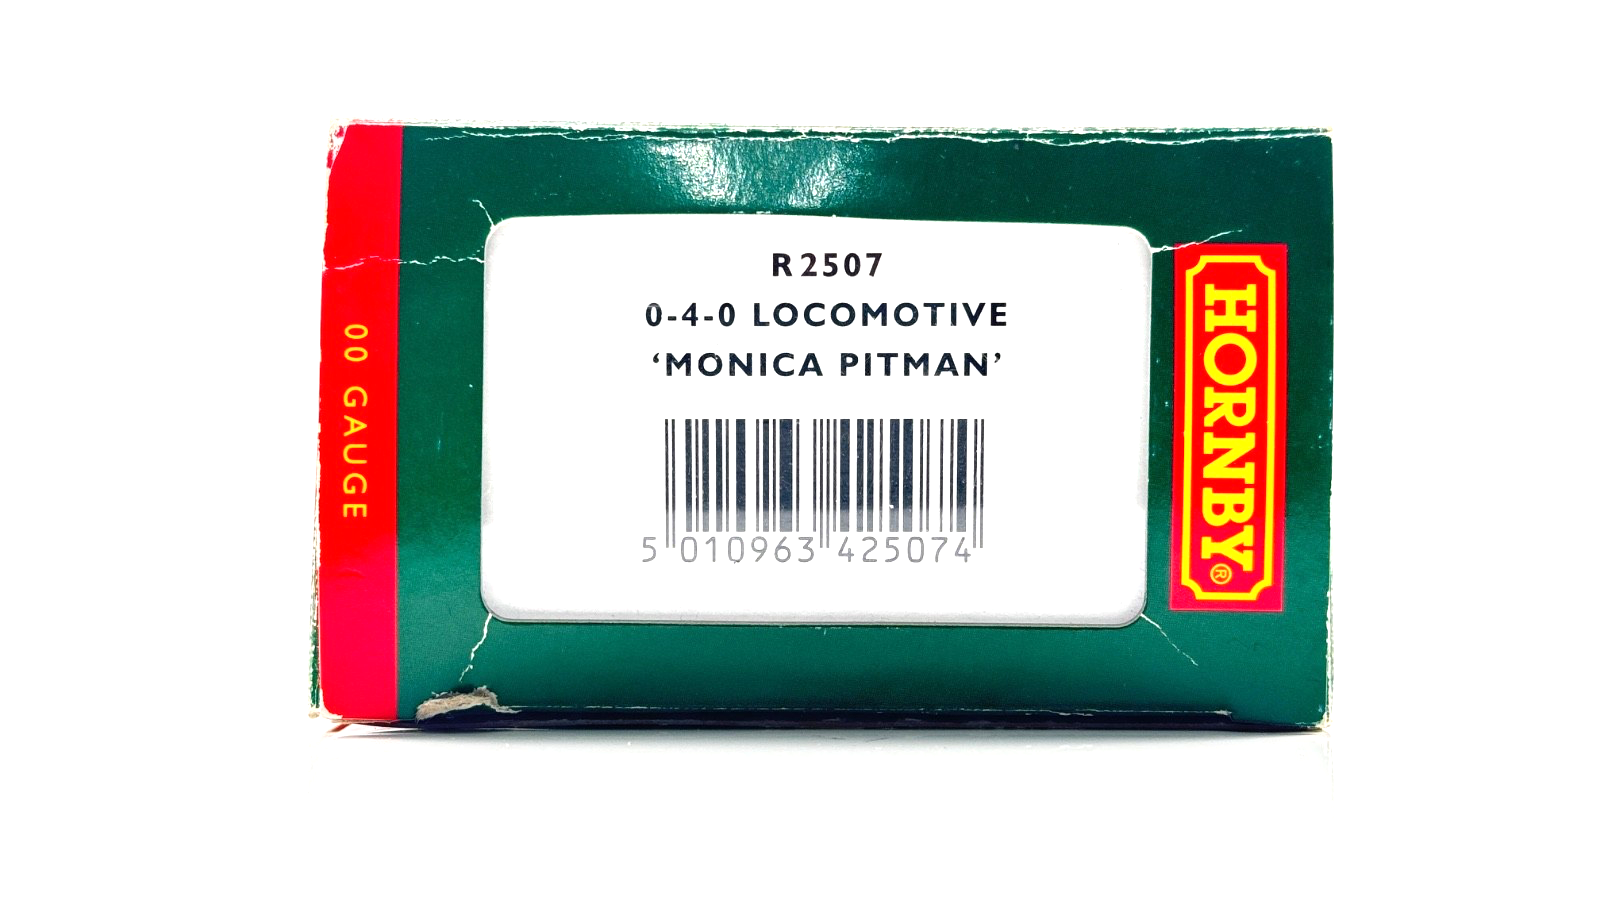 00 GAUGE
R2507
0-4-0 LOCOMOTIVE
‘MONICA PITMAN’
5 010963 425074
HORNBY®